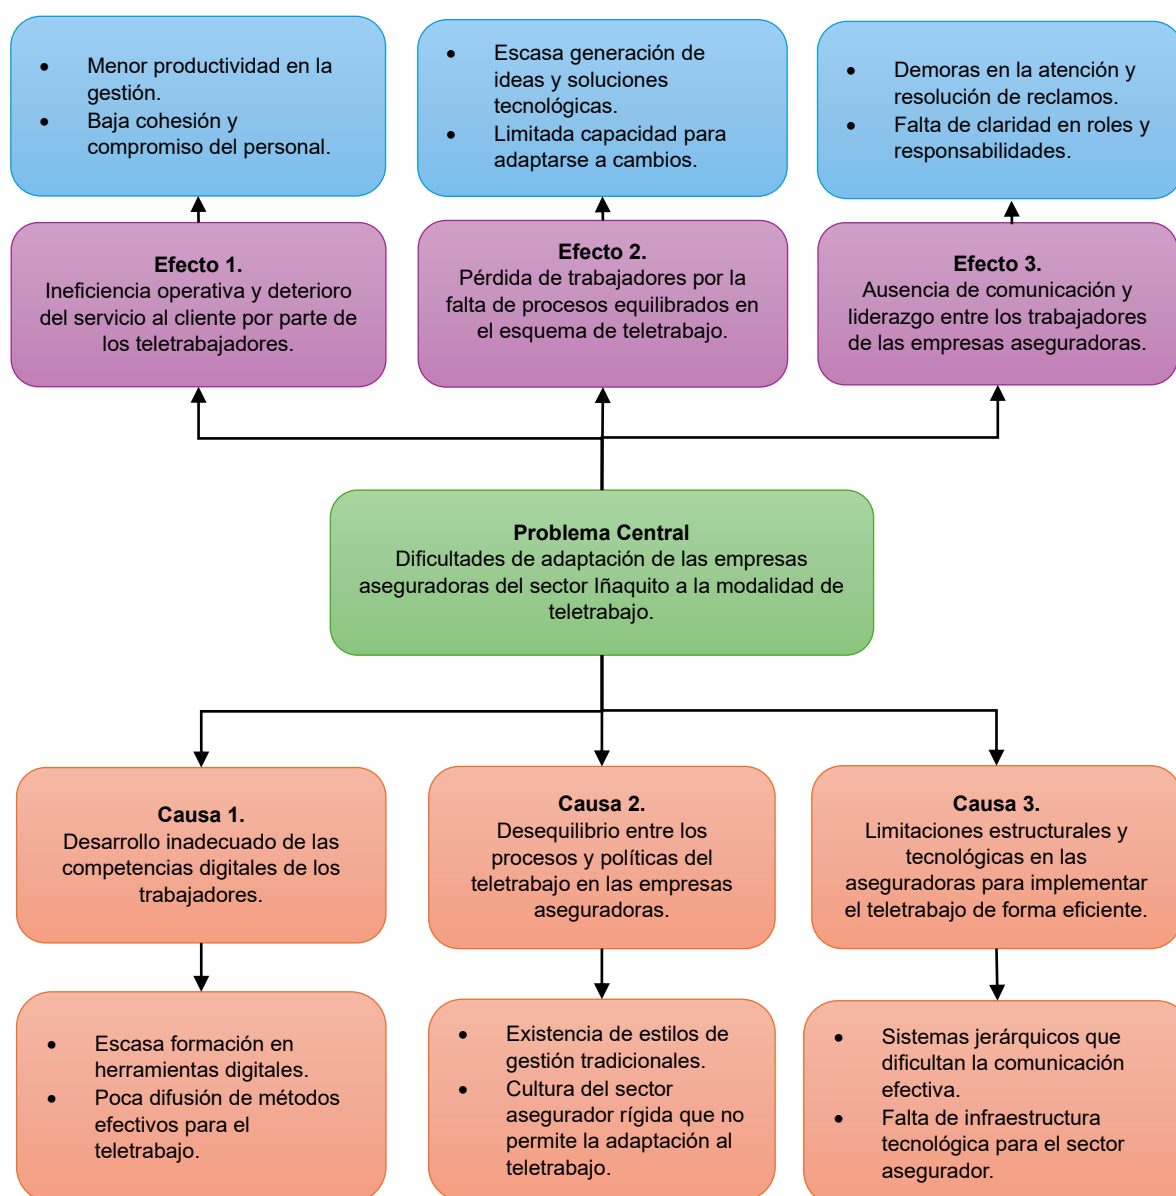 • Menor productividad en la
gestión.
• Baja cohesión y
compromiso del personal.
• Escasa generación de
ideas y soluciones
tecnológicas.
• Limitada capacidad para
adaptarse a cambios.
• Demoras en la atención y
resolución de reclamos.
• Falta de claridad en roles y
responsabilidades.
Efecto 1.
Ineficiencia operativa y deterioro
del servicio al cliente por parte de
los teletrabajadores.
Efecto 2.
Pérdida de trabajadores por la
falta de procesos equilibrados en
el esquema de teletrabajo.
Efecto 3.
Ausencia de comunicación y
liderazgo entre los trabajadores
de las empresas aseguradoras.
Problema Central
Dificultades de adaptación de las empresas
aseguradoras del sector Iñaquito a la modalidad de
teletrabajo.
Causa 1.
Desarrollo inadecuado de las
competencias digitales de los
trabajadores.
Causa 2.
Desequilibrio entre los
procesos y políticas del
teletrabajo en las empresas
aseguradoras.
Causa 3.
Limitaciones estructurales y
tecnológicas en las
aseguradoras para implementar
el teletrabajo de forma eficiente.
• Escasa formación en
herramientas digitales.
• Poca difusión de métodos
efectivos para el
teletrabajo.
• Existencia de estilos de
gestión tradicionales.
• Cultura del sector
asegurador rígida que no
permite la adaptación al
teletrabajo.
• Sistemas jerárquicos que
dificultan la comunicación
efectiva.
• Falta de infraestructura
tecnológica para el sector
asegurador.